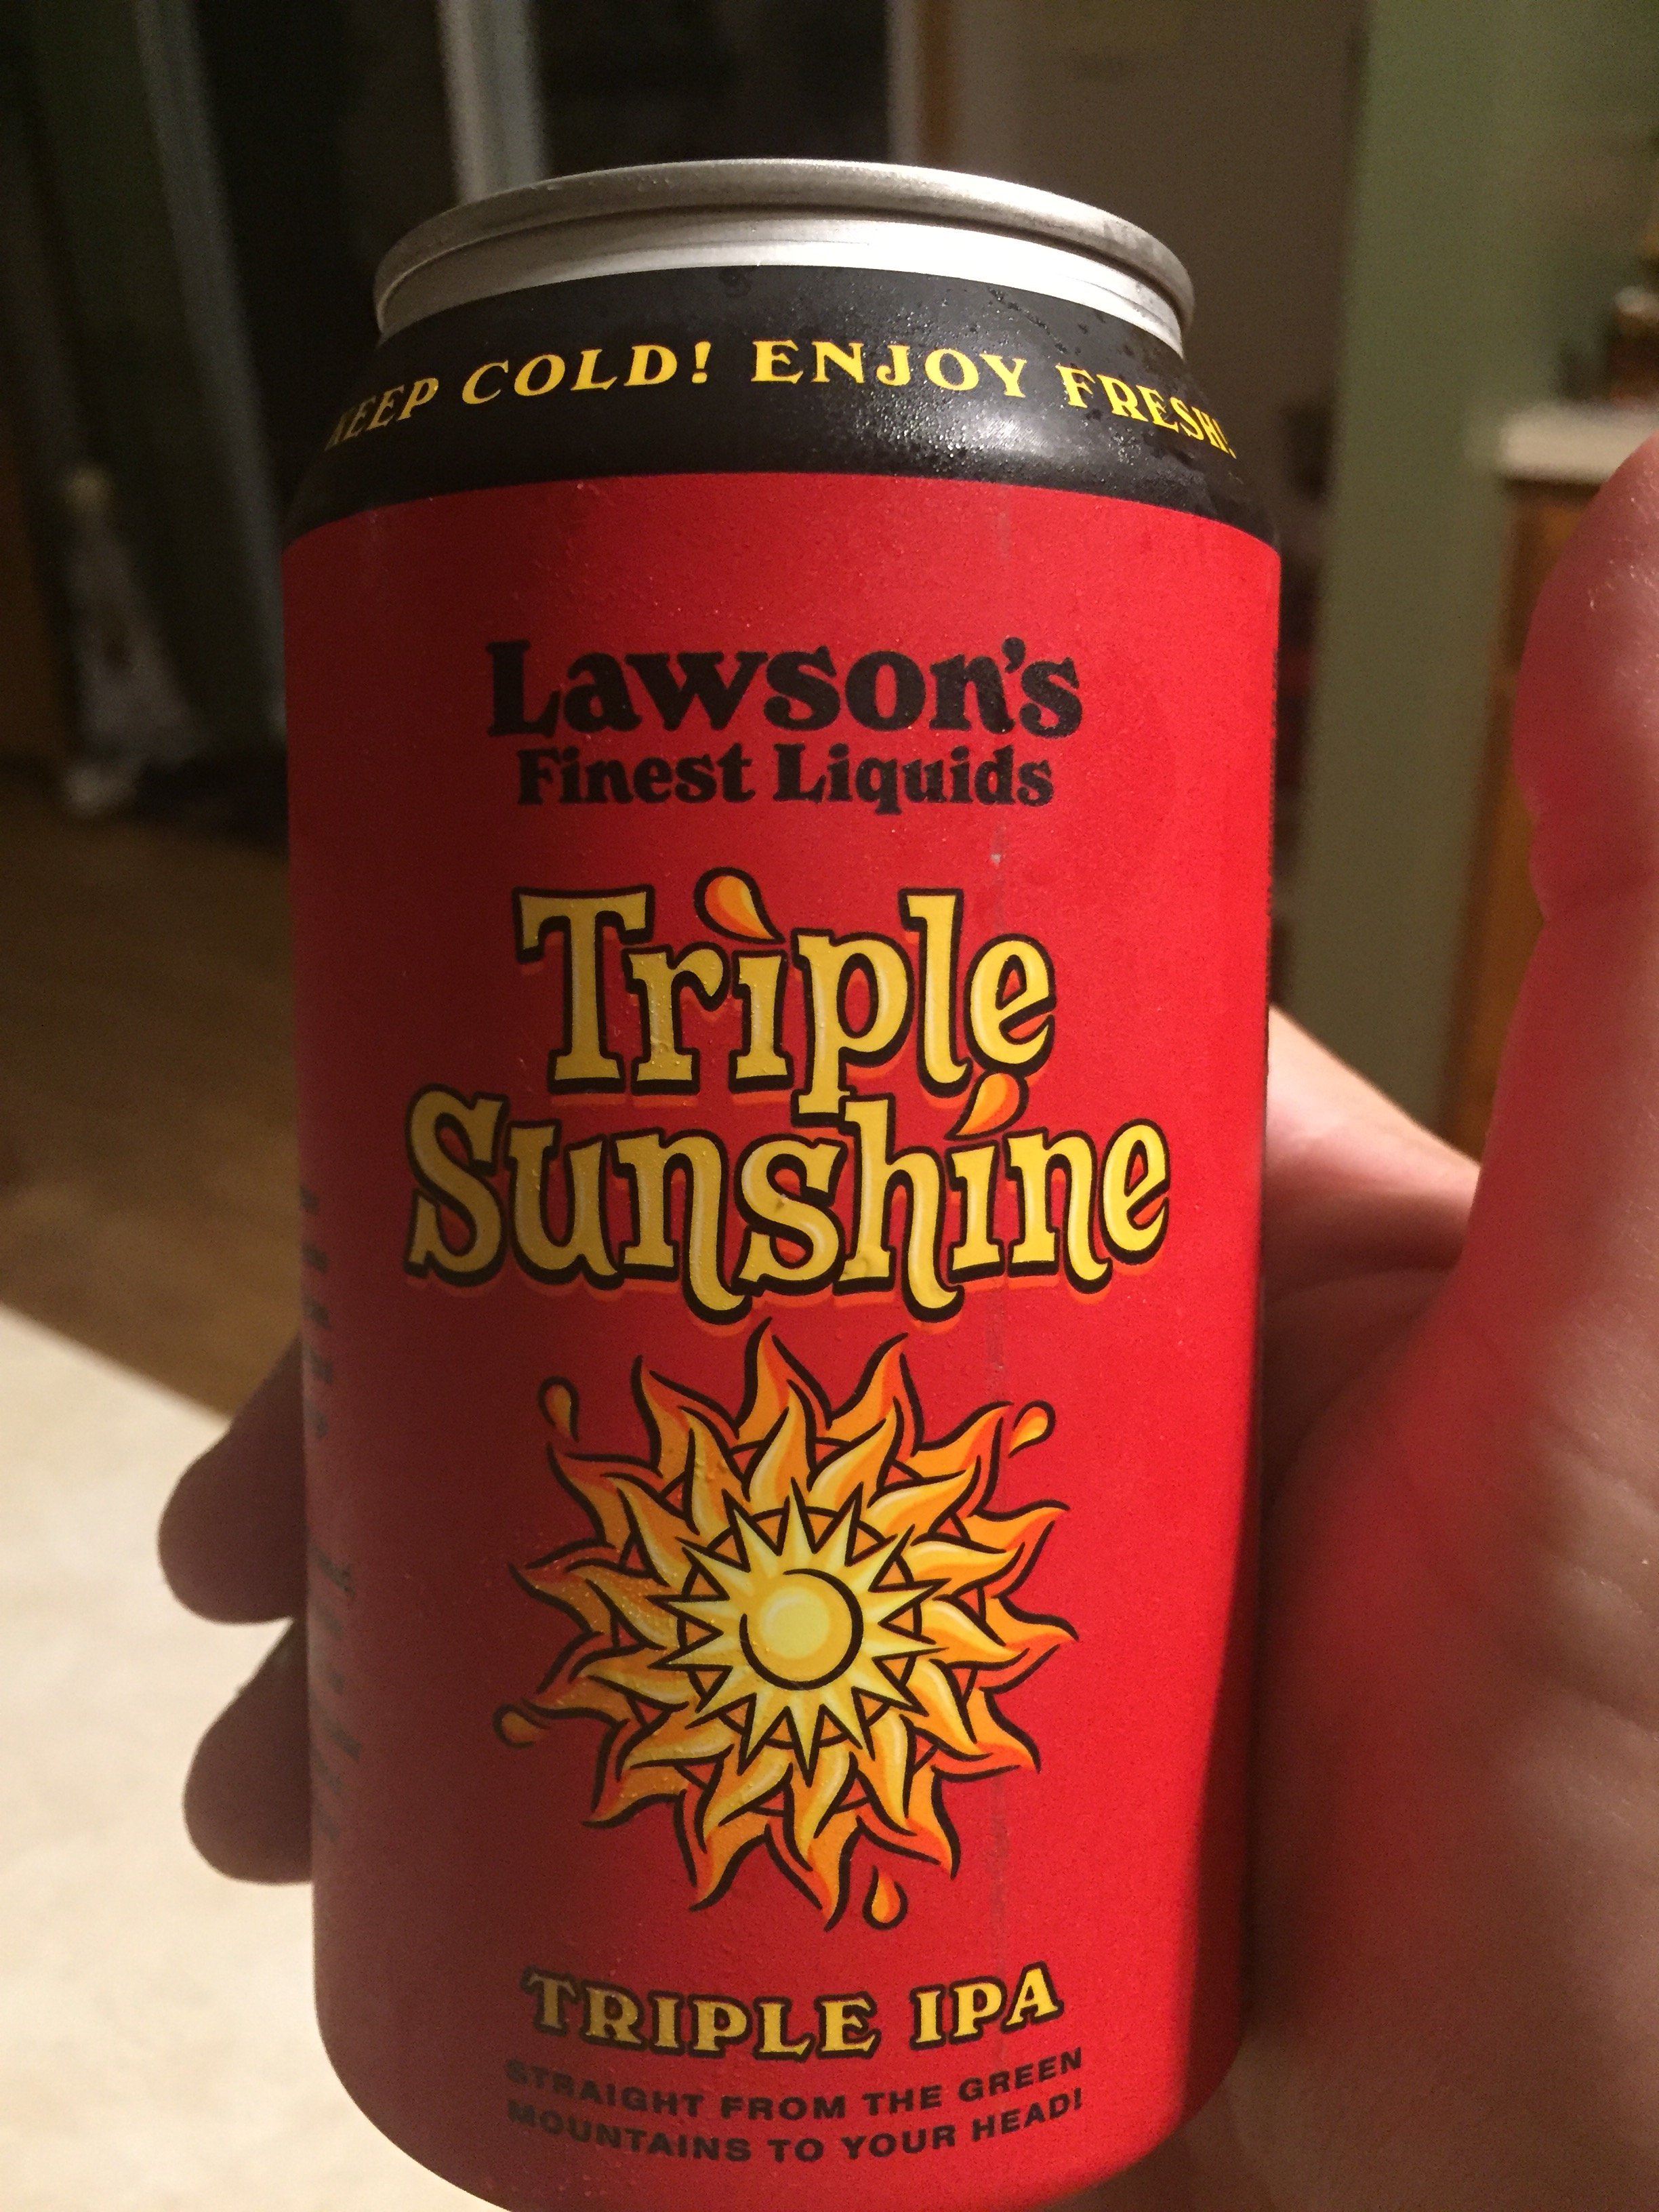 KEEP COLD! ENJOY FRESH!
Lawson's
Finest Liquids
Triple
Sunshine
TRIPLE IPA
STRAIGHT FROM THE GREEN
MOUNTAINS TO YOUR HEAD!